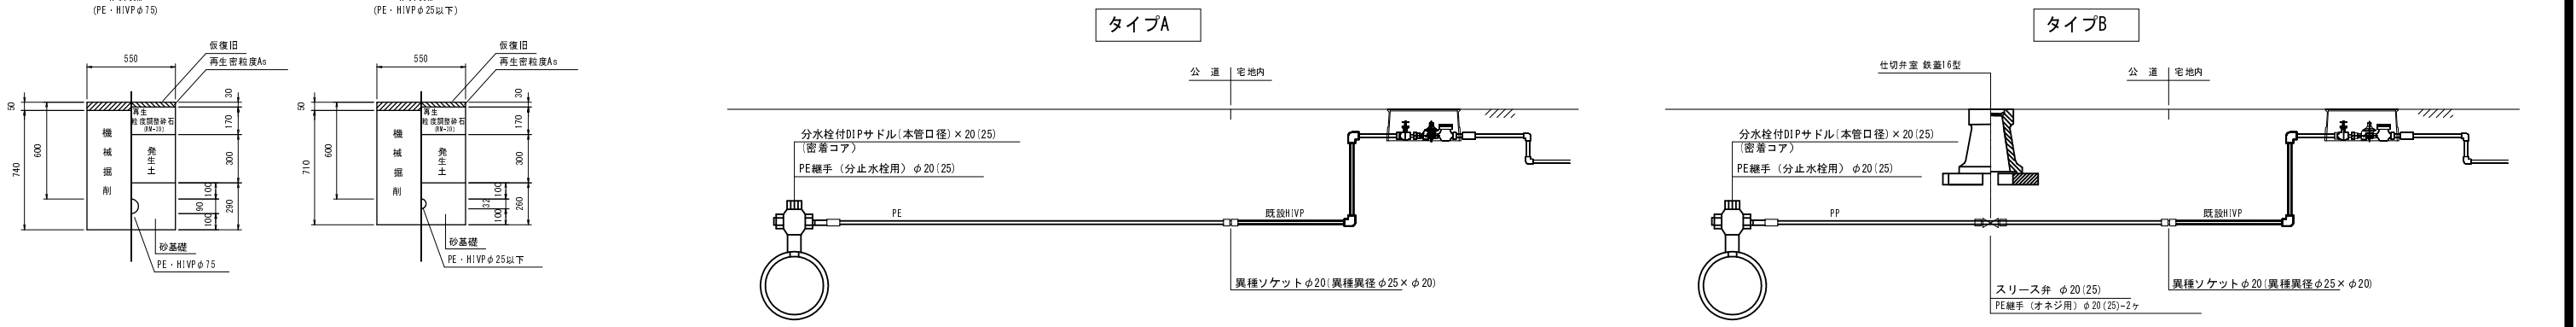 (PE・HIVPφ75)
550
仮復旧
再生密粒度As
50
740
600
機械掘削
再生
粒度調整砕石
(RM-30)
発生土
30
170
300
290
100
90
100
砂基礎
PE・HIVPφ75
(PE・HIVPφ25以下)
550
仮復旧
再生密粒度As
50
710
600
機械掘削
再生
粒度調整砕石
(RM-30)
発生土
30
170
300
260
100
32
100
砂基礎
PE・HIVPφ25以下
タイプA
公 道 宅地内
分水栓付DIPサドル(本管口径)×20(25)
(密着コア)
PE継手(分止水栓用)φ20(25)
PE
既設HIVP
異種ソケットφ20(異種異径φ25×φ20)
タイプB
仕切弁室 鉄蓋16型
公 道 宅地内
分水栓付DIPサドル(本管口径)×20(25)
(密着コア)
PE継手(分止水栓用)φ20(25)
PP
既設HIVP
スリース弁 φ20(25)
PE継手(オネジ用)φ20(25)-2ヶ
異種ソケットφ20(異種異径φ25×φ20)